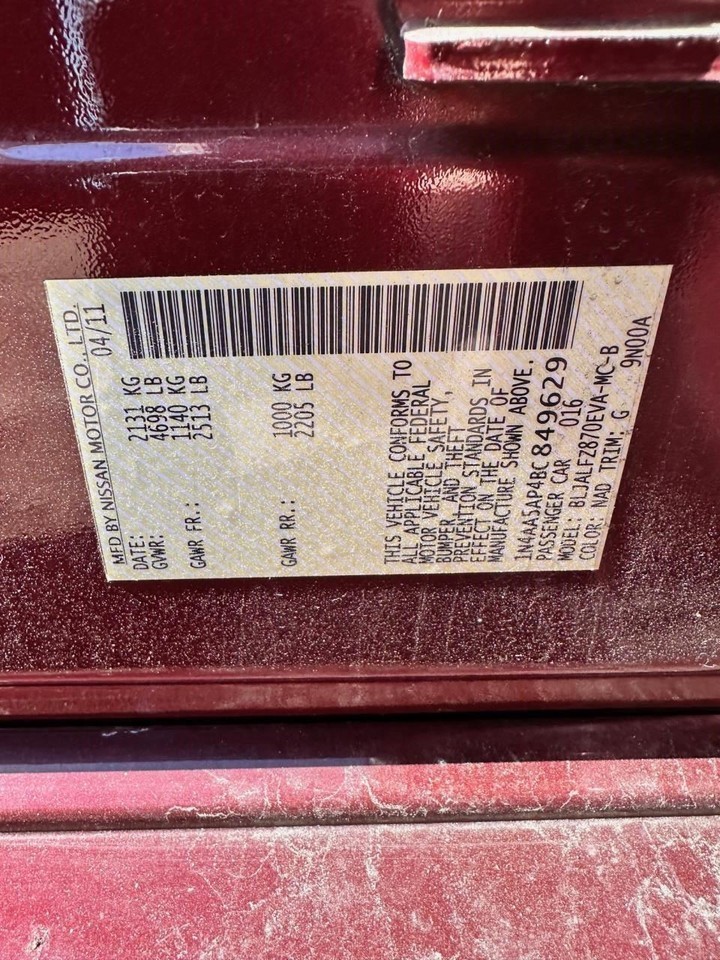 MFD BY NISSAN MOTOR CO., LTD.
DATE: 04/11
GVWR: 2131 KG
4698 LB
GAWR FR.: 1140 KG
2513 LB
GAWR RR.: 1000 KG
2205 LB
THIS VEHICLE CONFORMS TO
ALL APPLICABLE FEDERAL
MOTOR VEHICLE SAFETY,
BUMPER AND THEFT
PREVENTION STANDARDS IN
EFFECT ON THE DATE OF
MANUFACTURE SHOWN ABOVE.
1N4AA5AP4BC849629
PASSENGER CAR 016
MODEL: BLJALFZ870EVA-MC-B
COLOR: NAD TRIM: G 9N00A